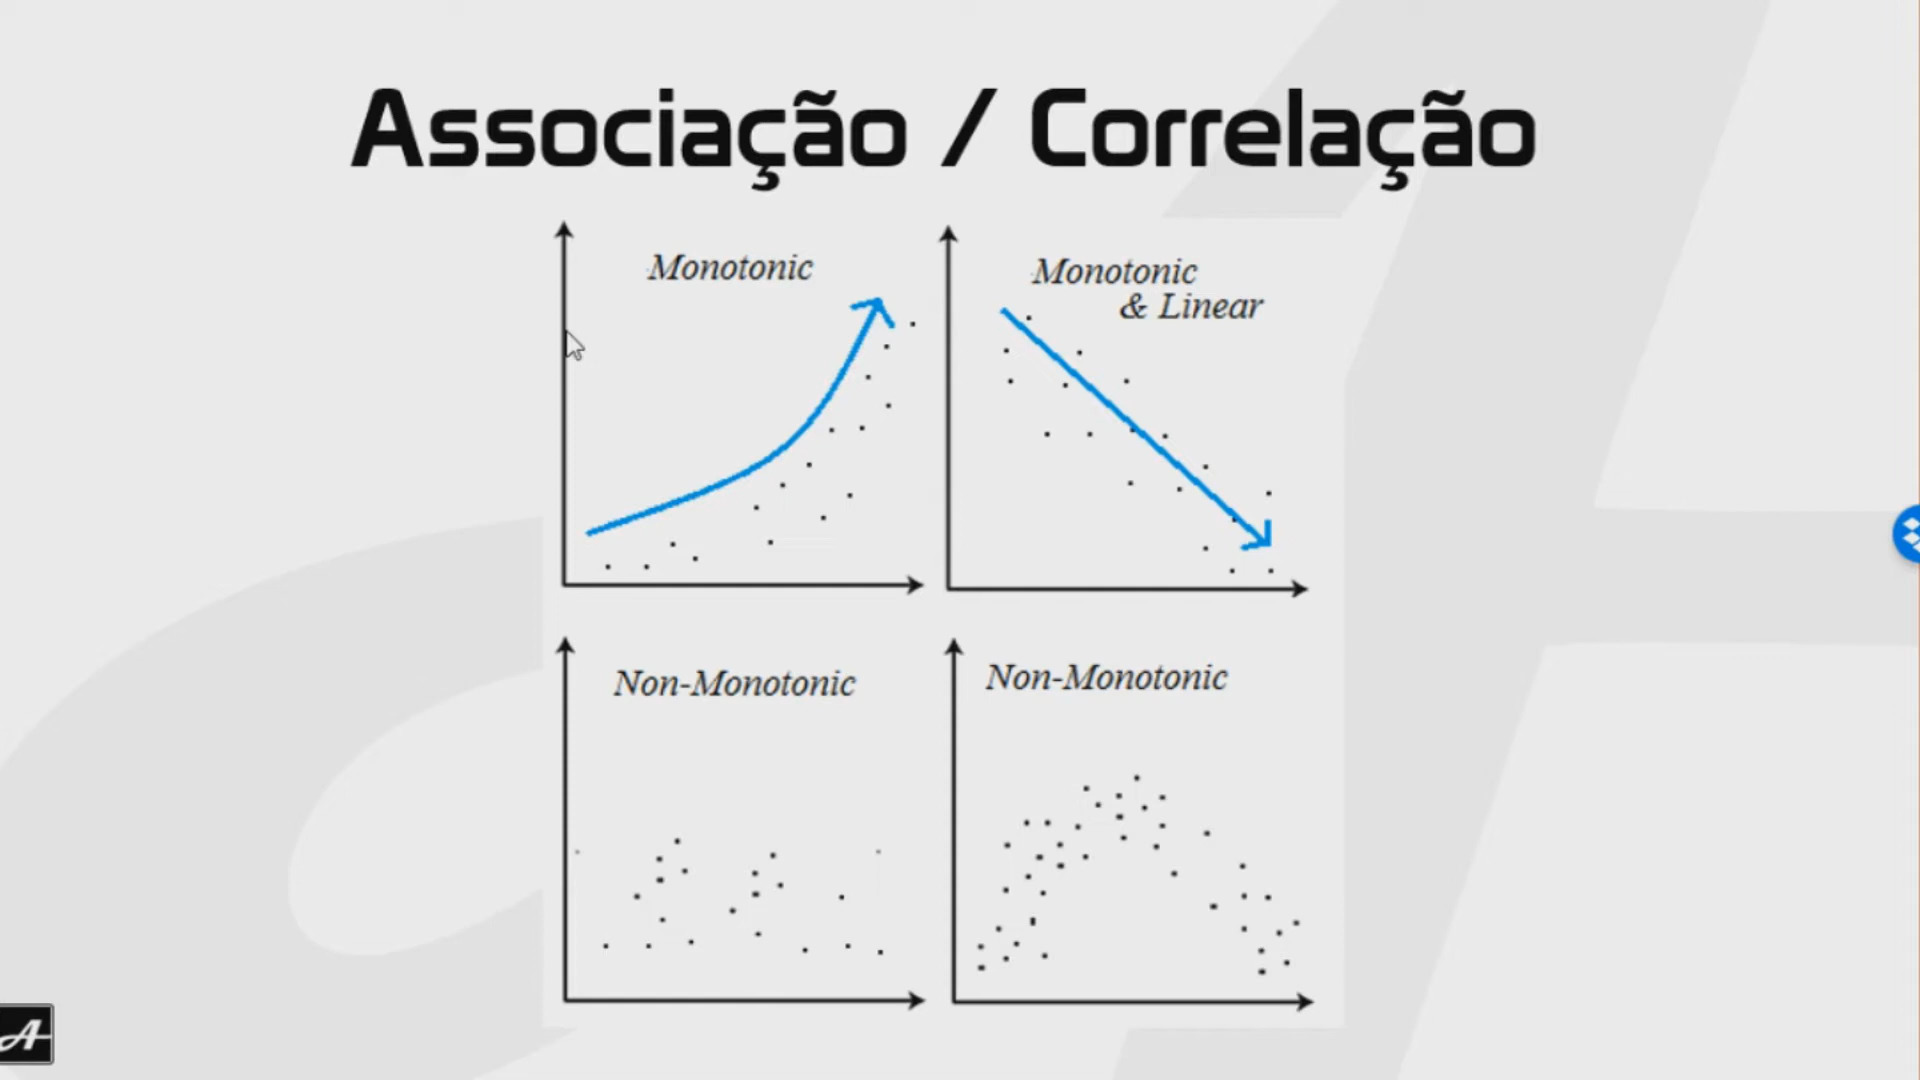 Associação / Correlação
Monotonic
Monotonic
& Linear
Non-Monotonic
Non-Monotonic
A